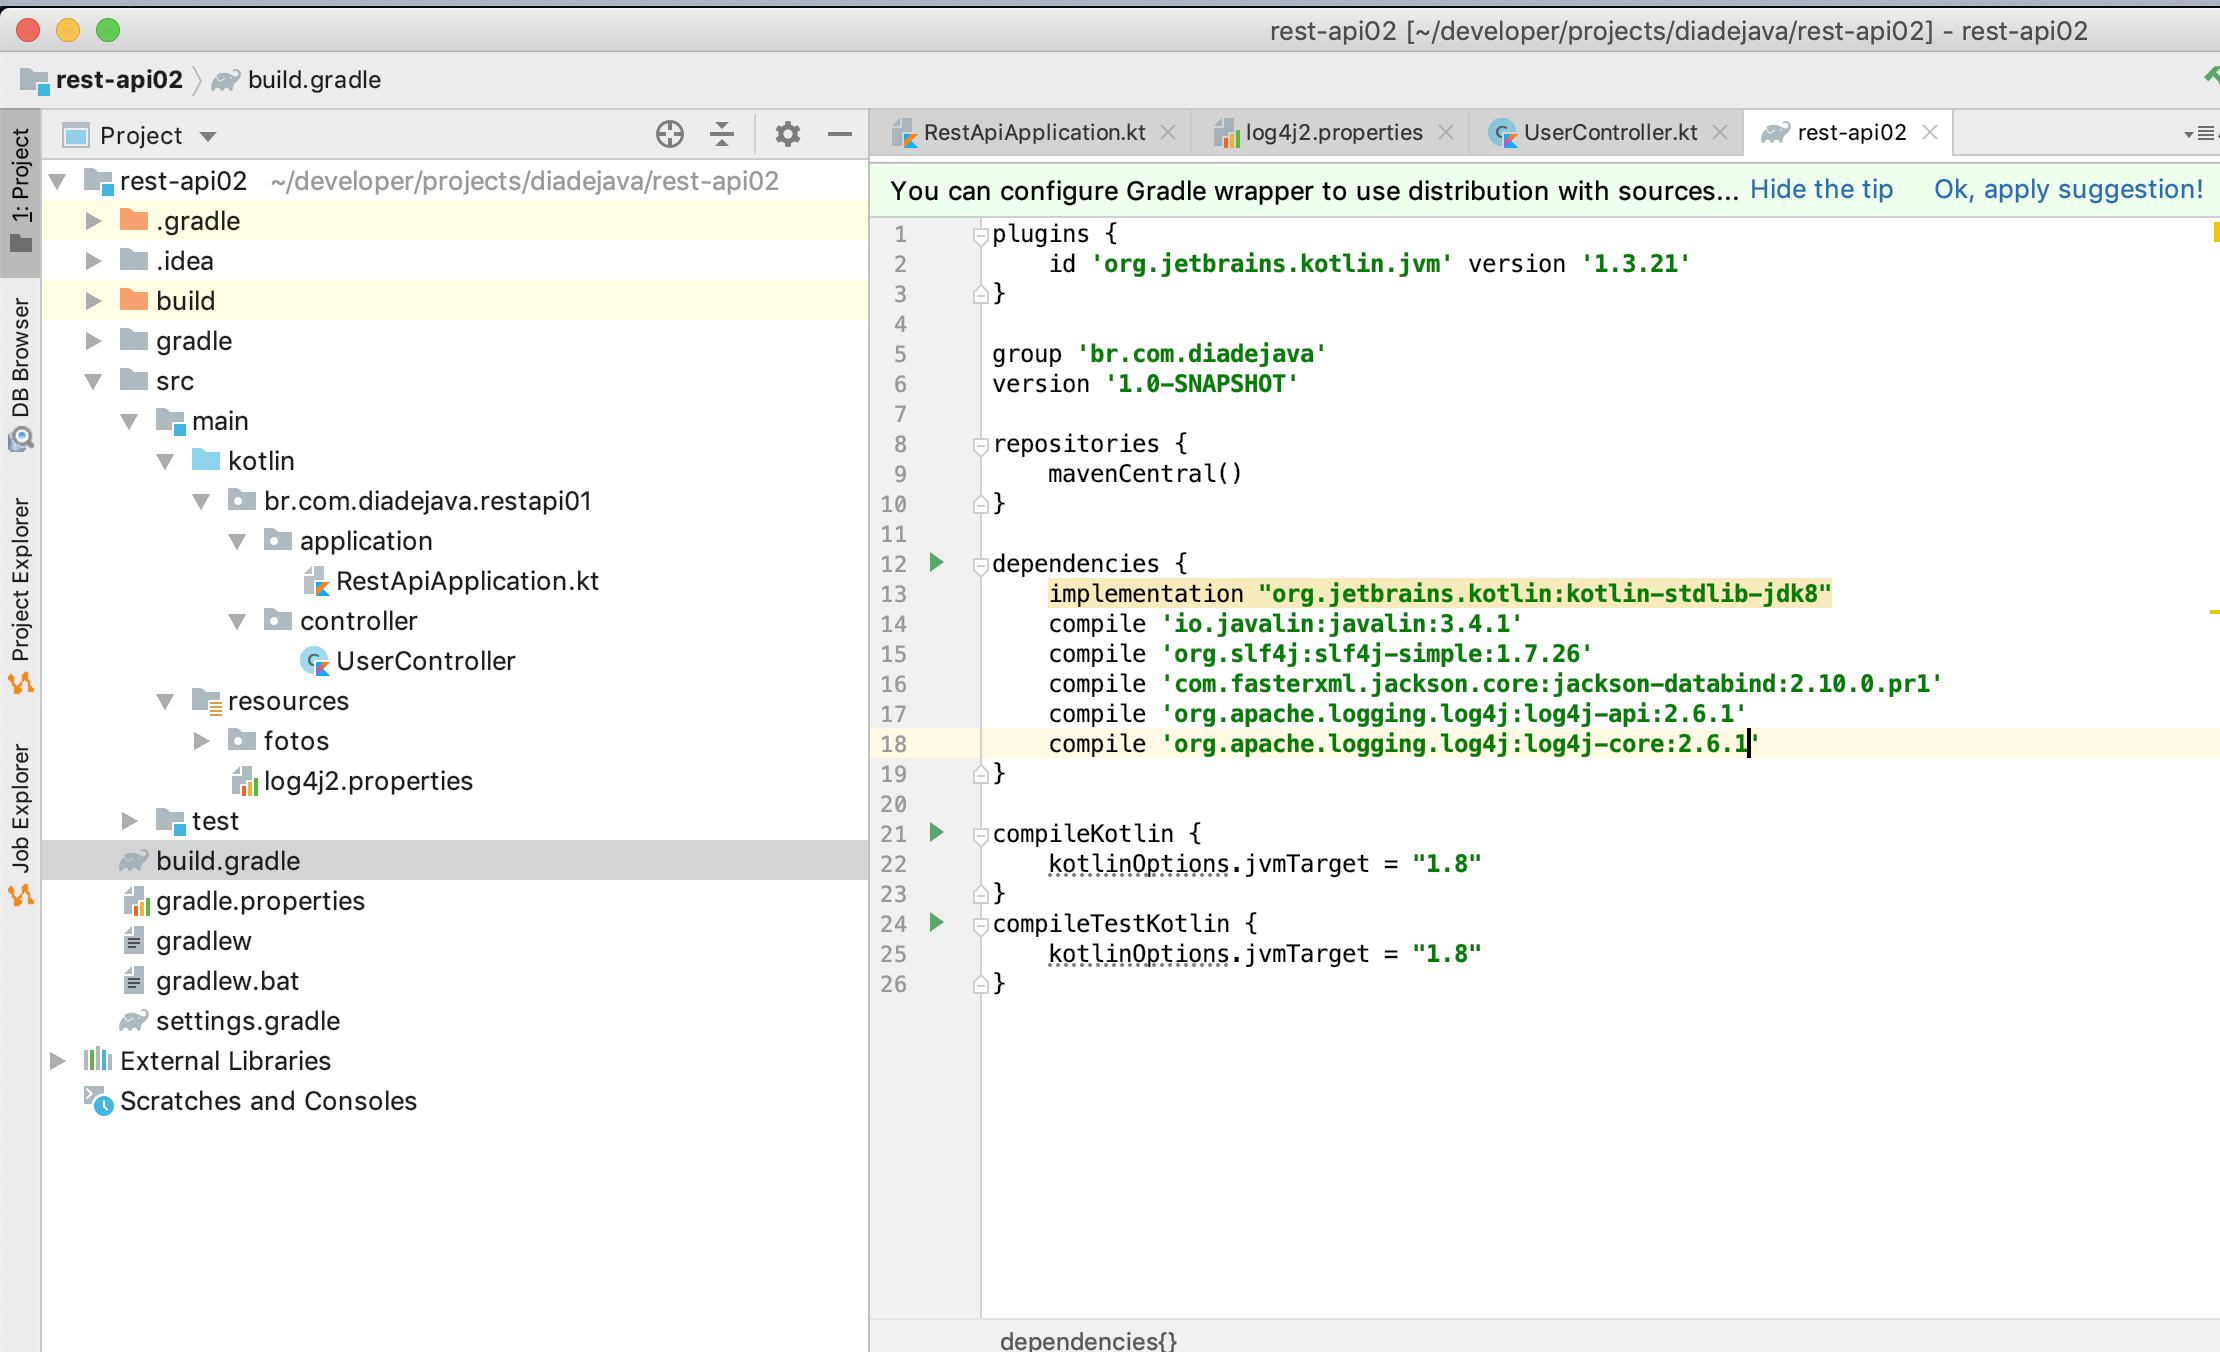 rest-api02 [~/developer/projects/diadejava/rest-api02] - rest-api02
rest-api02
build.gradle
1: Project
DB Browser
Project Explorer
Job Explorer
Project
rest-api02 ~/developer/projects/diadejava/rest-api02
.gradle
.idea
build
gradle
src
main
kotlin
br.com.diadejava.restapi01
application
RestApiApplication.kt
controller
UserController
resources
fotos
log4j2.properties
test
build.gradle
gradle.properties
gradlew
gradlew.bat
settings.gradle
External Libraries
Scratches and Consoles
RestApiApplication.kt
log4j2.properties
UserController.kt
rest-api02
You can configure Gradle wrapper to use distribution with sources... Hide the tip Ok, apply suggestion!
1 plugins {
2 id 'org.jetbrains.kotlin.jvm' version '1.3.21'
3 }
4
5 group 'br.com.diadejava'
6 version '1.0-SNAPSHOT'
7
8 repositories {
9 mavenCentral()
10 }
11
12 dependencies {
13 implementation "org.jetbrains.kotlin:kotlin-stdlib-jdk8"
14 compile 'io.javalin:javalin:3.4.1'
15 compile 'org.slf4j:slf4j-simple:1.7.26'
16 compile 'com.fasterxml.jackson.core:jackson-databind:2.10.0.pr1'
17 compile 'org.apache.logging.log4j:log4j-api:2.6.1'
18 compile 'org.apache.logging.log4j:log4j-core:2.6.1'
19 }
20
21 compileKotlin {
22 kotlinOptions.jvmTarget = "1.8"
23 }
24 compileTestKotlin {
25 kotlinOptions.jvmTarget = "1.8"
26 }
dependencies{}